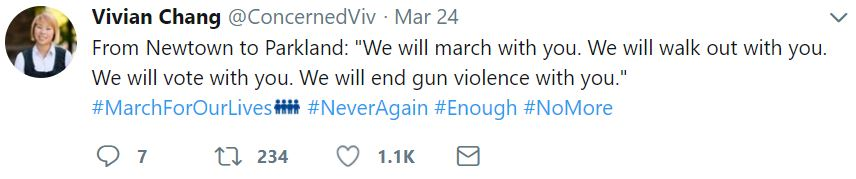 Vivian Chang @ConcernedViv · Mar 24
From Newtown to Parkland: "We will march with you. We will walk out with you.
We will vote with you. We will end gun violence with you."
#MarchForOurLives #NeverAgain #Enough #NoMore
7 234 1.1K